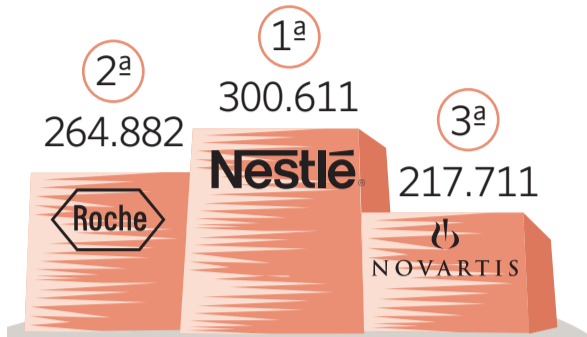 1ª
300.611
Nestlé
2ª
264.882
Roche
3ª
217.711
NOVARTIS